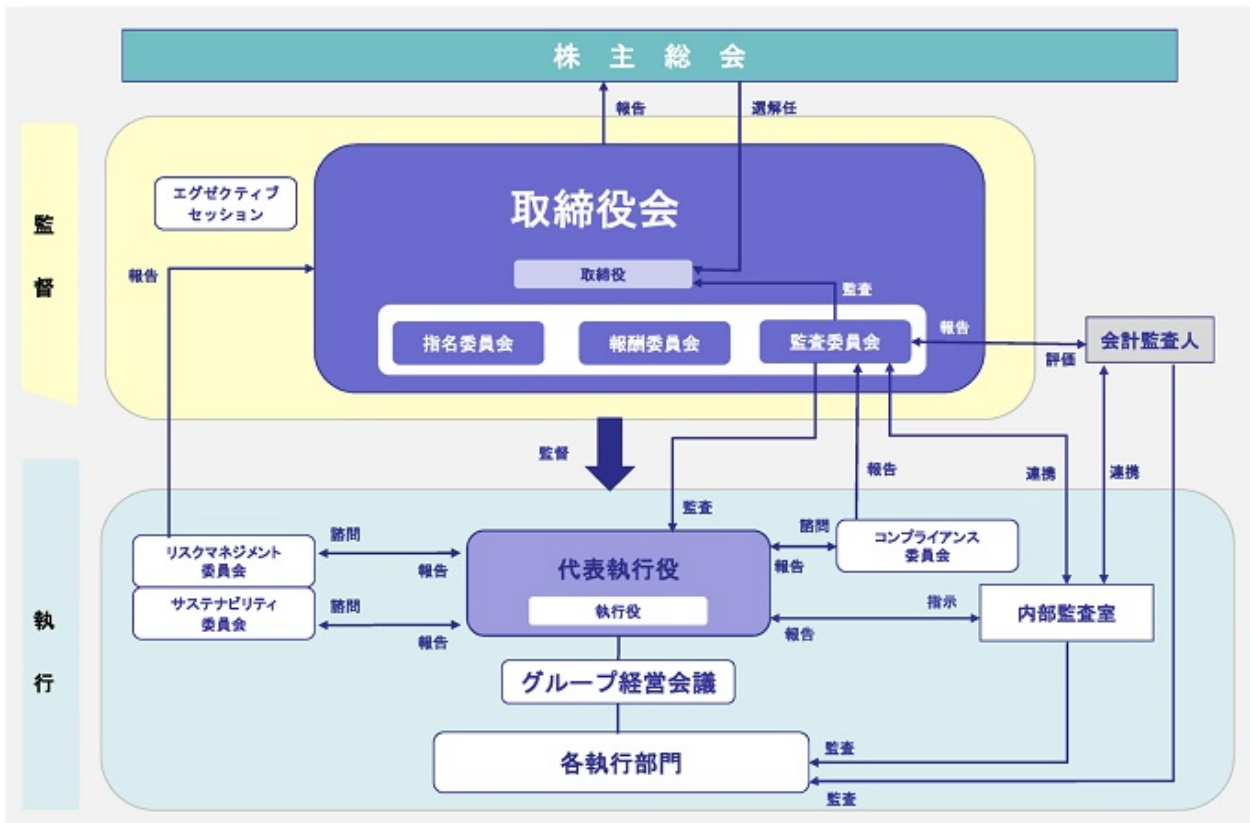 株主総会
報告
選解任
監
督
エグゼクティブ
セッション
取締役会
報告
取締役
監査
指名委員会
報酬委員会
監査委員会
報告
評価
会計監査人
監督
報告
連携
連携
監査
執
行
リスクマネジメント
委員会
諮問
報告
サステナビリティ
委員会
諮問
報告
代表執行役
執行役
諮問
報告
コンプライアンス
委員会
指示
報告
内部監査室
グループ経営会議
各執行部門
監査
監査